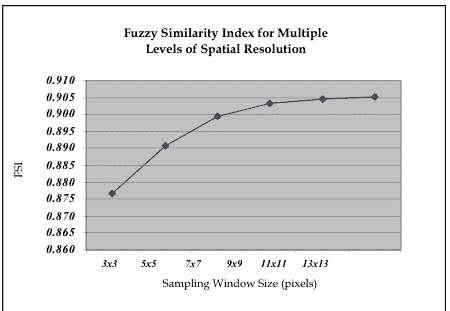 Fuzzy Similarity Index for Multiple
Levels of Spatial Resolution
0.910
0.905
0.900
0.895
0.890
0.885
0.880
0.875
0.870
0.865
0.860
FSI
3x3 5x5 7x7 9x9 11x11 13x13
Sampling Window Size (pixels)